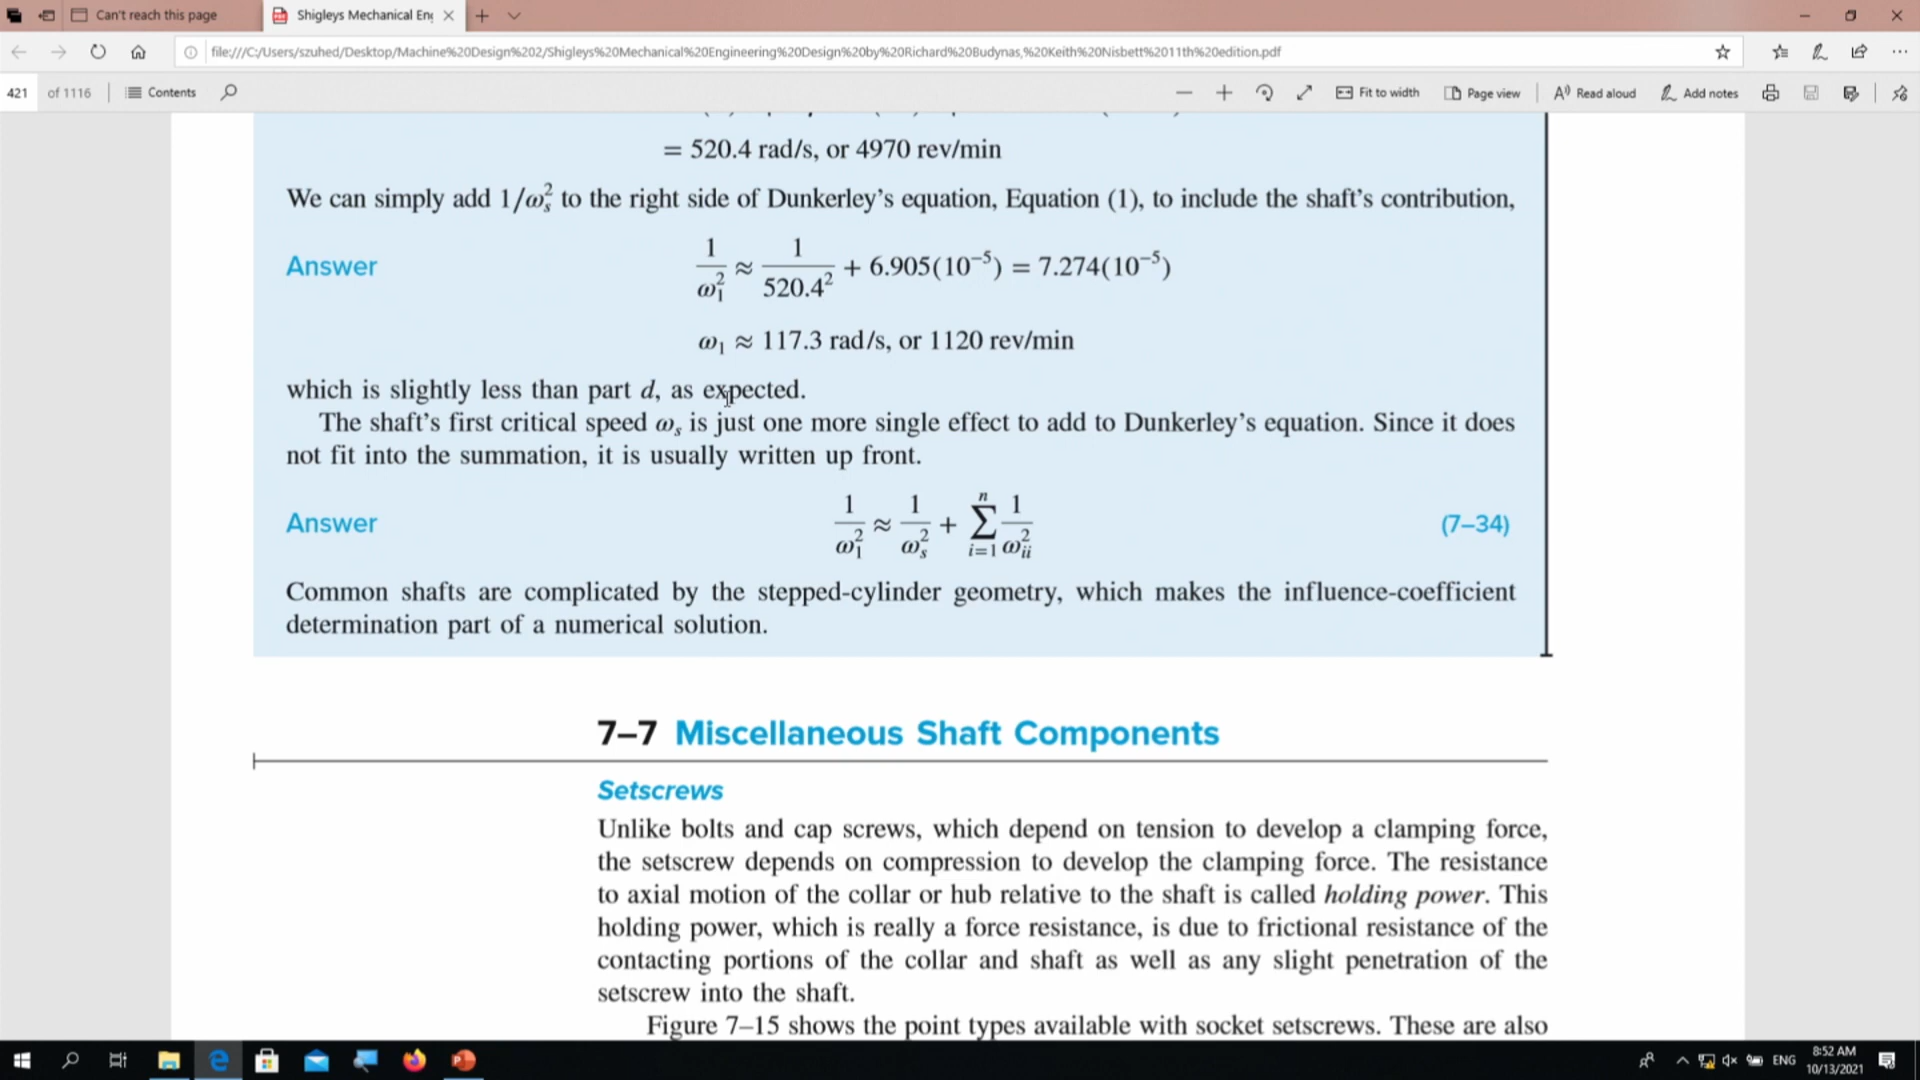 Can't reach this page
Shigleys Mechanical Eng
file:///C:/Users/szuhed/Desktop/Machine%20Design%202/Shigleys%20Mechanical%20Engineering%20Design%20by%20Richard%20Budynas,%20Keith%20Nisbett%2011th%20edition.pdf
421 of 1116 Contents Fit to width Page view Read aloud Add notes
= 520.4 rad/s, or 4970 rev/min
We can simply add 1/ω_s^2 to the right side of Dunkerley's equation, Equation (1), to include the shaft's contribution,
Answer 1/ω_1^2 ≈ 1/520.4^2 + 6.905(10^−5) = 7.274(10^−5)
ω_1 ≈ 117.3 rad/s, or 1120 rev/min
which is slightly less than part d, as expected.
The shaft's first critical speed ω_s is just one more single effect to add to Dunkerley's equation. Since it does
not fit into the summation, it is usually written up front.
Answer 1/ω_1^2 ≈ 1/ω_s^2 + Σ_{i=1}^{n} 1/ω_{ii}^2 (7–34)
Common shafts are complicated by the stepped-cylinder geometry, which makes the influence-coefficient
determination part of a numerical solution.
7–7 Miscellaneous Shaft Components
Setscrews
Unlike bolts and cap screws, which depend on tension to develop a clamping force,
the setscrew depends on compression to develop the clamping force. The resistance
to axial motion of the collar or hub relative to the shaft is called holding power. This
holding power, which is really a force resistance, is due to frictional resistance of the
contacting portions of the collar and shaft as well as any slight penetration of the
setscrew into the shaft.
Figure 7–15 shows the point types available with socket setscrews. These are also
ENG
8:52 AM
10/13/2021